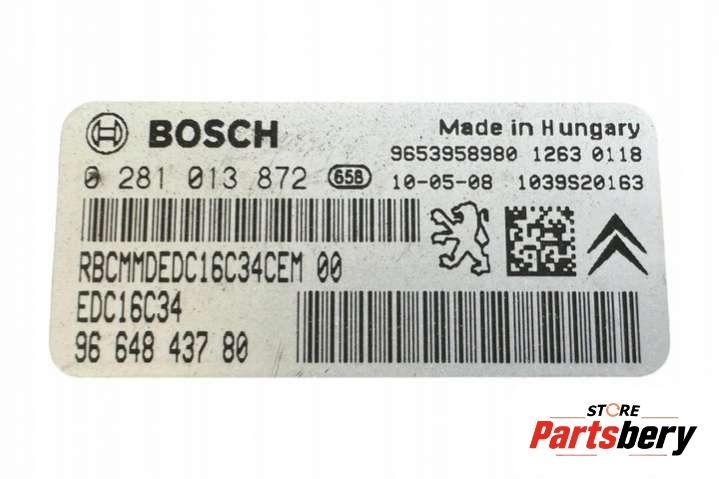 BOSCH
Made in Hungary
9653958980 1263 0118
0 281 013 872 658
10-05-08 1039S20163
RBCMMDEDC16C34CEM 00
EDC16C34
96 648 437 80
STORE
Partsbery